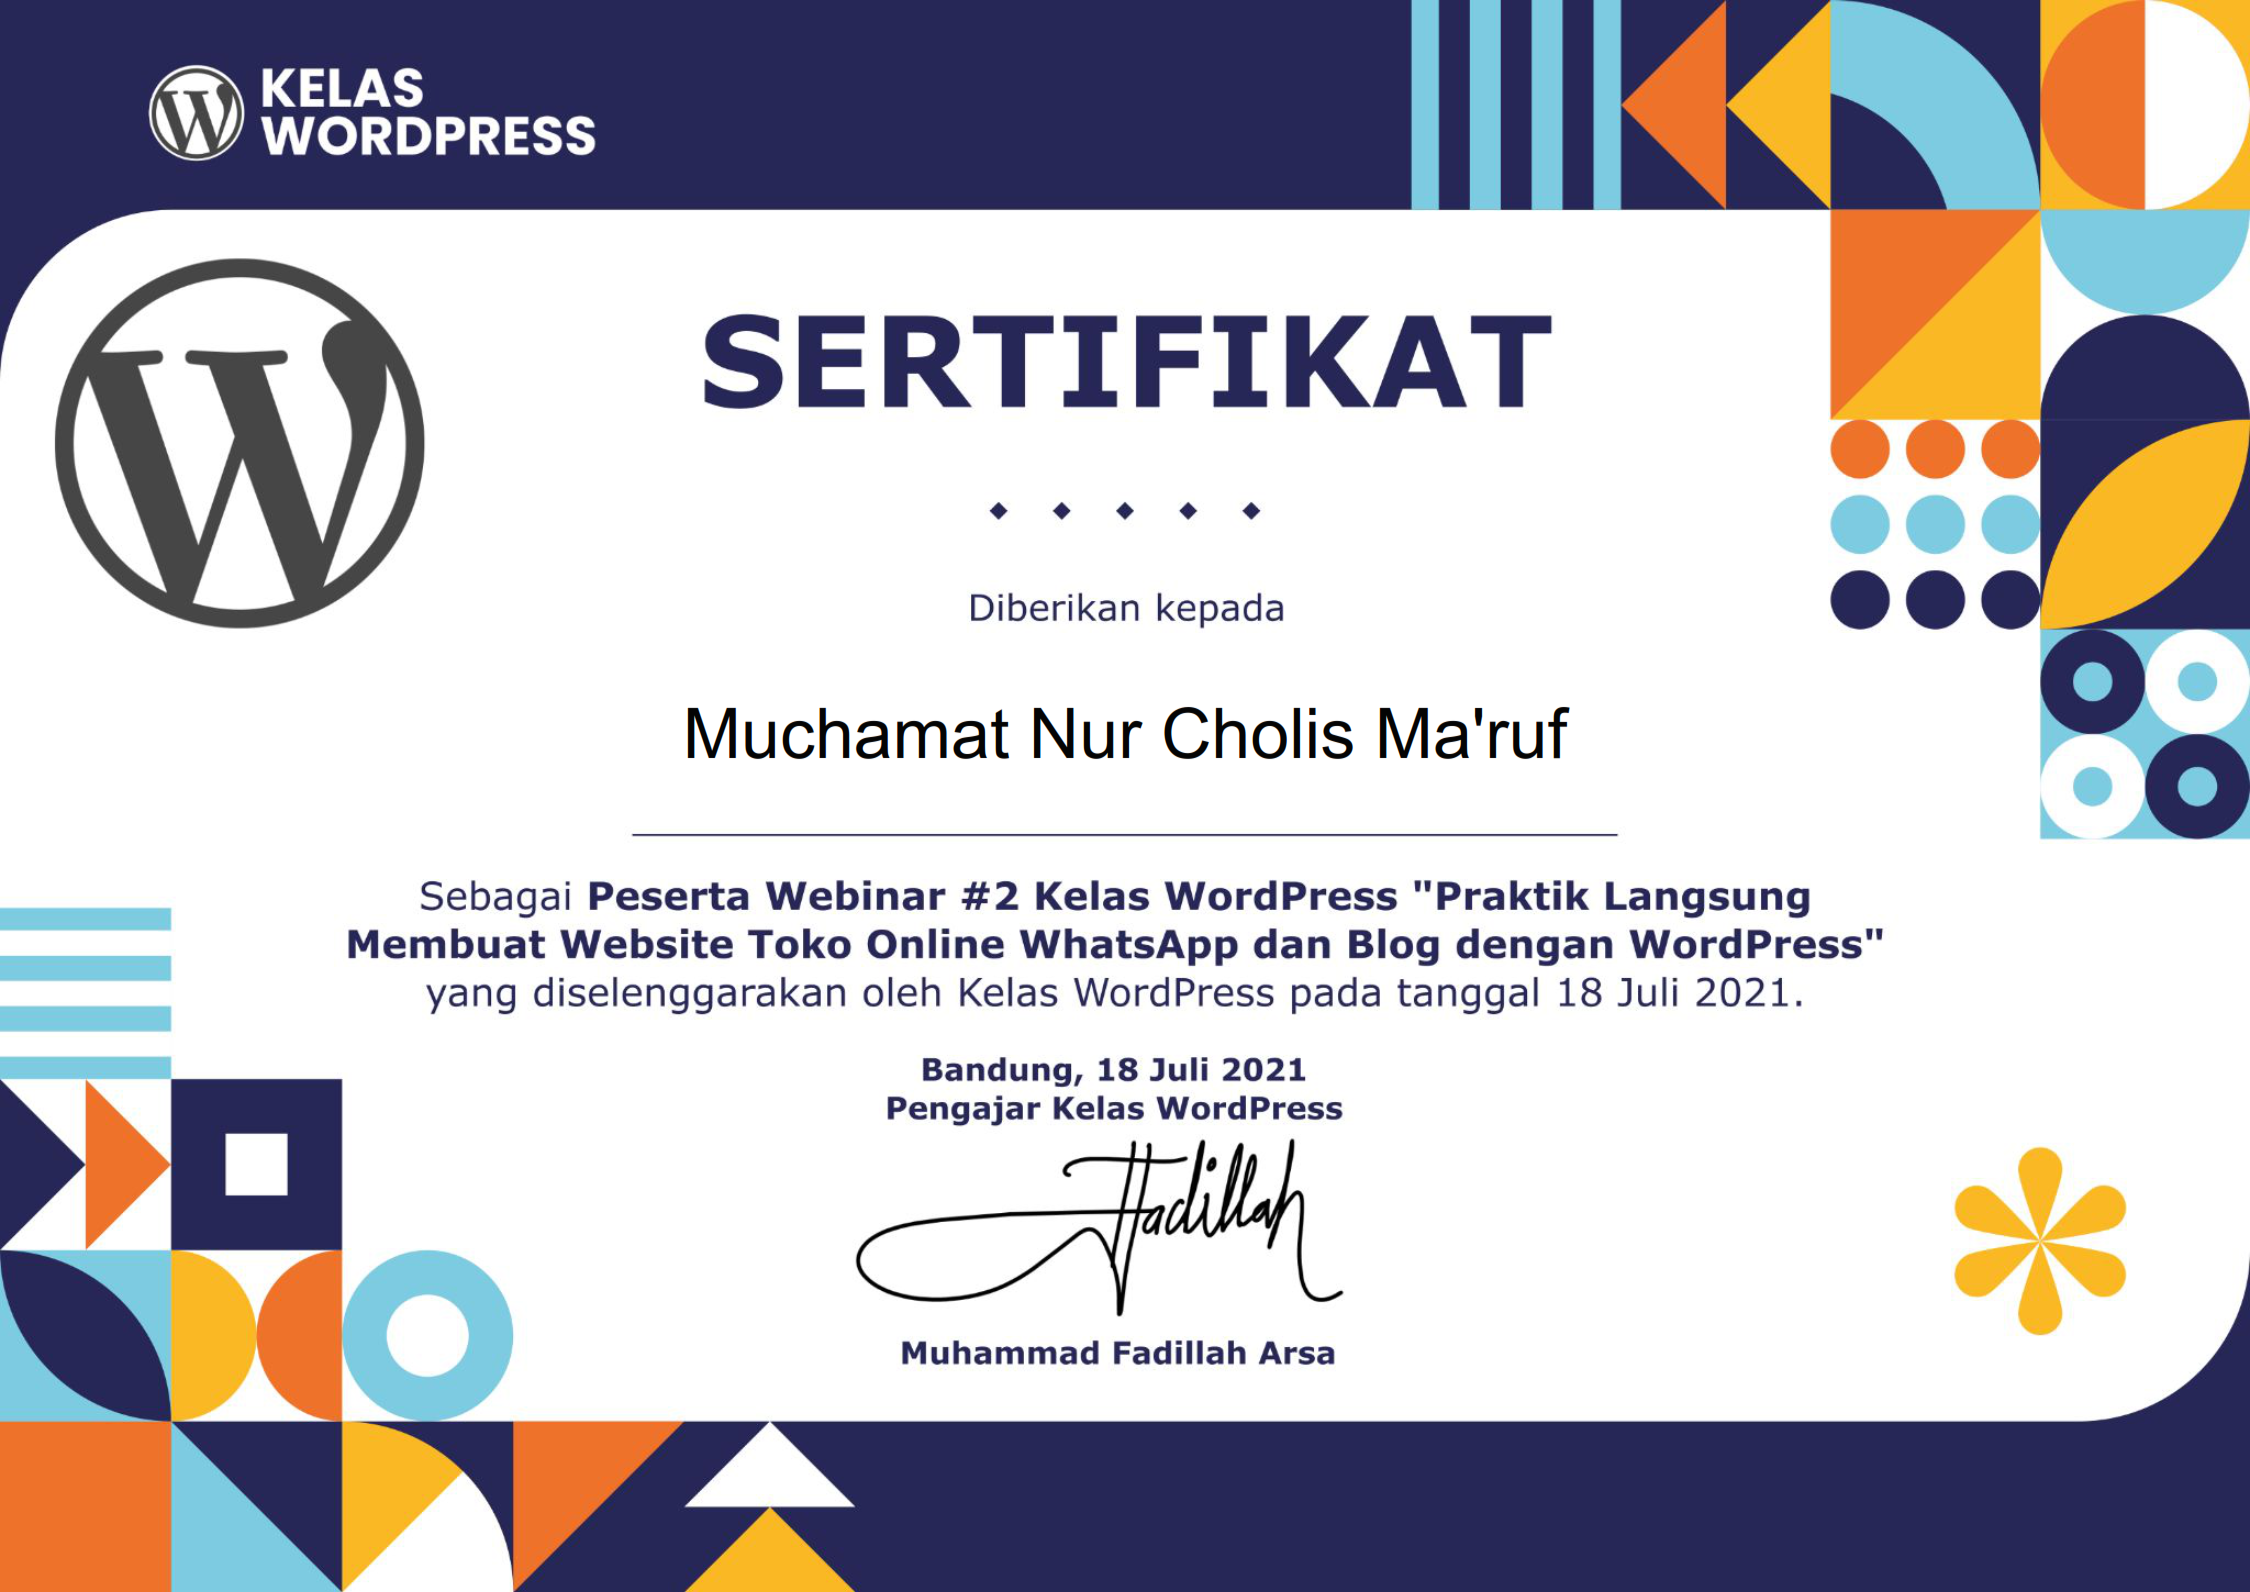 KELAS
WORDPRESS
SERTIFIKAT
Diberikan kepada
Muchamat Nur Cholis Ma'ruf
Sebagai Peserta Webinar #2 Kelas WordPress "Praktik Langsung
Membuat Website Toko Online WhatsApp dan Blog dengan WordPress"
yang diselenggarakan oleh Kelas WordPress pada tanggal 18 Juli 2021.
Bandung, 18 Juli 2021
Pengajar Kelas WordPress
Fadillah
Muhammad Fadillah Arsa